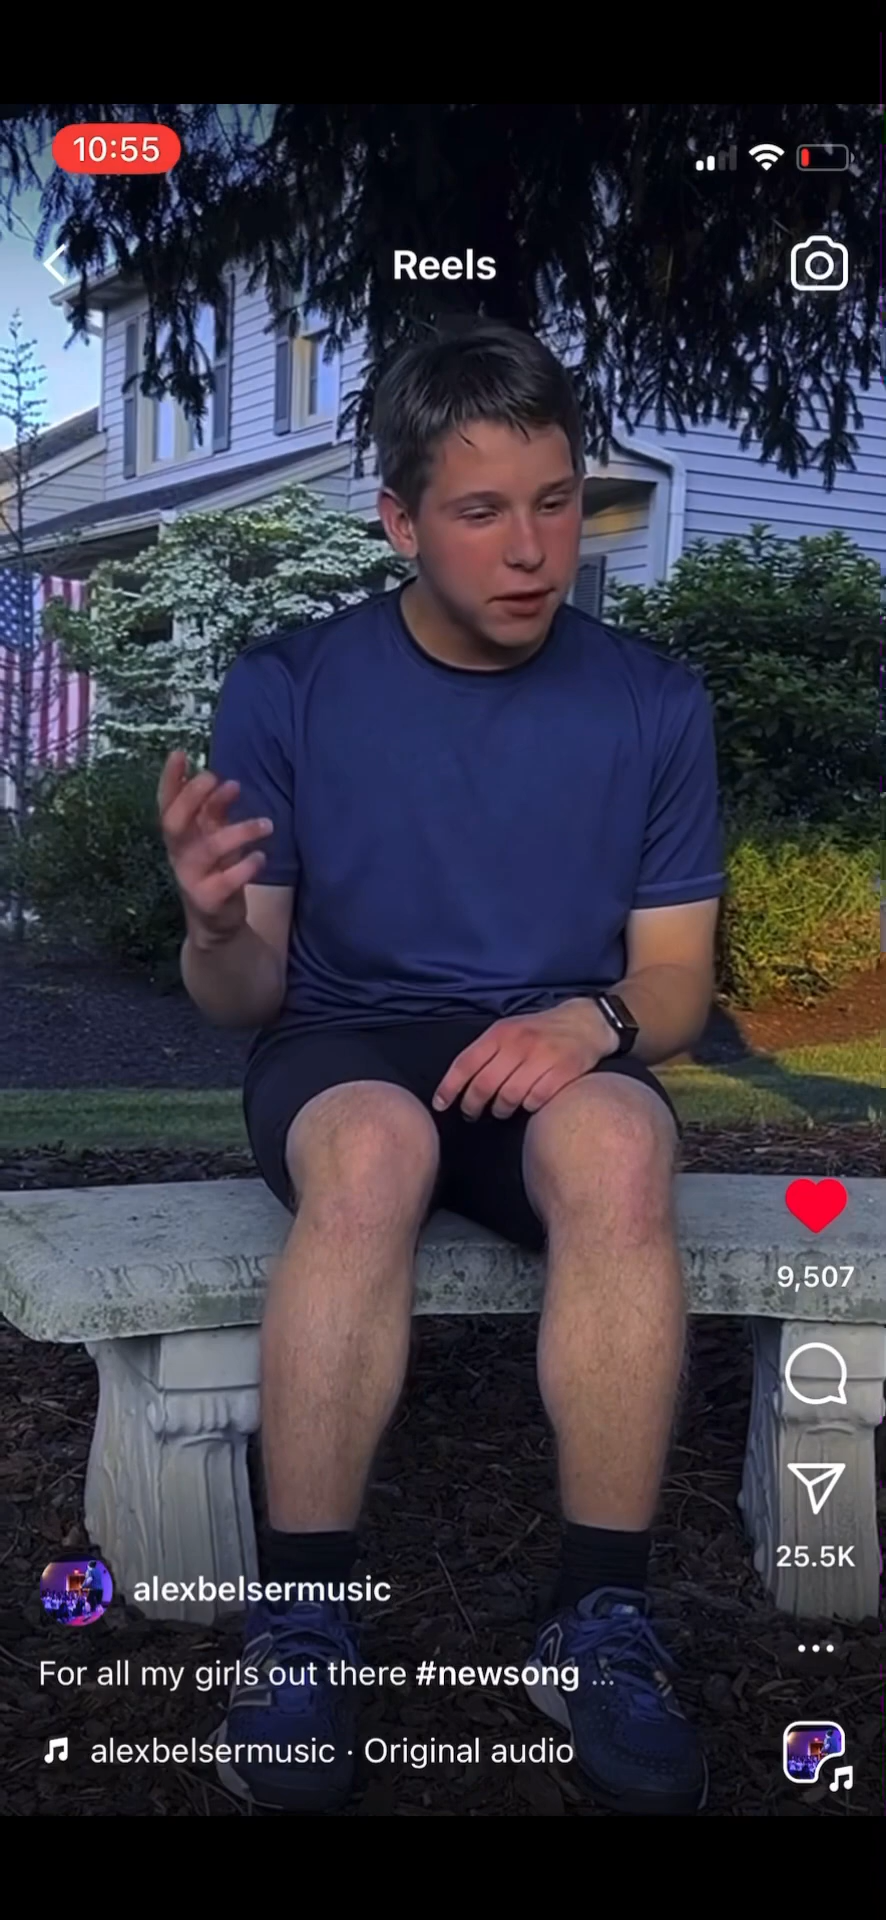 10:55
Reels
9,507
25.5K
alexbelsermusic
For all my girls out there #newsong ...
alexbelsermusic · Original audio